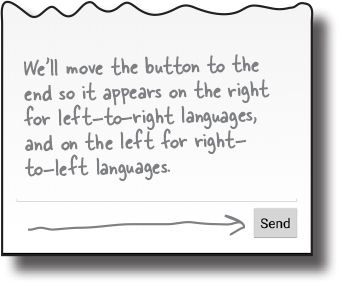 We'll move the button to the
end so it appears on the right
for left-to-right languages,
and on the left for right-
to-left languages.
Send